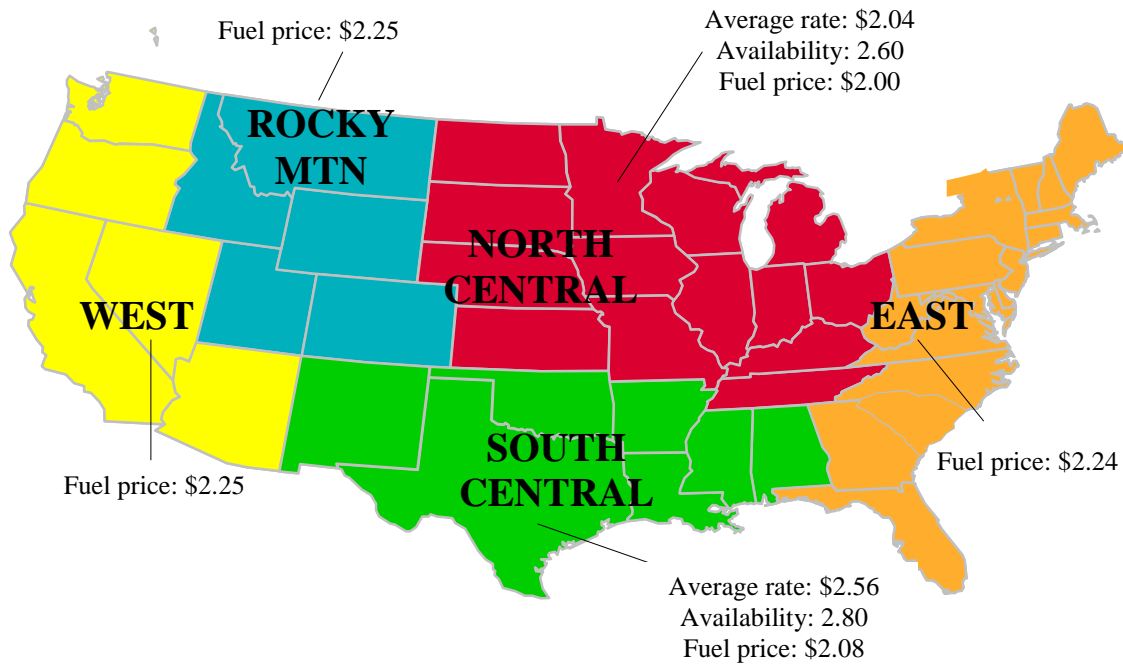 Fuel price: $2.25
Average rate: $2.04
Availability: 2.60
Fuel price: $2.00
ROCKY
MTN
NORTH
CENTRAL
WEST
EAST
SOUTH
CENTRAL
Fuel price: $2.25
Fuel price: $2.24
Average rate: $2.56
Availability: 2.80
Fuel price: $2.08